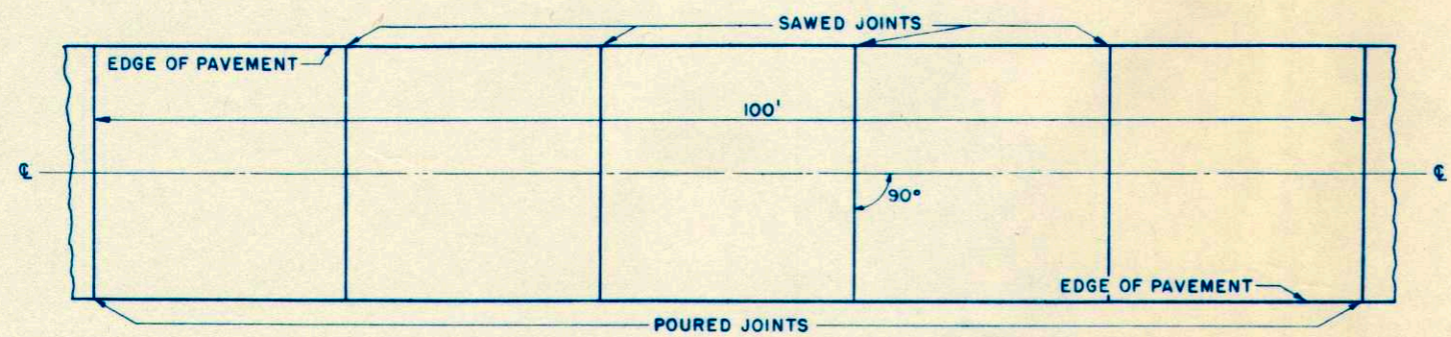 SAWED JOINTS
EDGE OF PAVEMENT
100'
℄ ℄
90°
EDGE OF PAVEMENT
POURED JOINTS